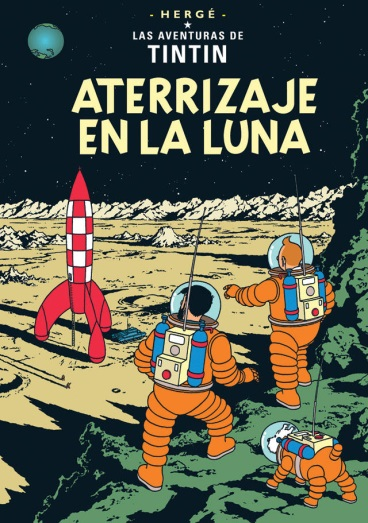 - HERGÉ -
LAS AVENTURAS DE
TINTIN
ATERRIZAJE
EN LA LUNA